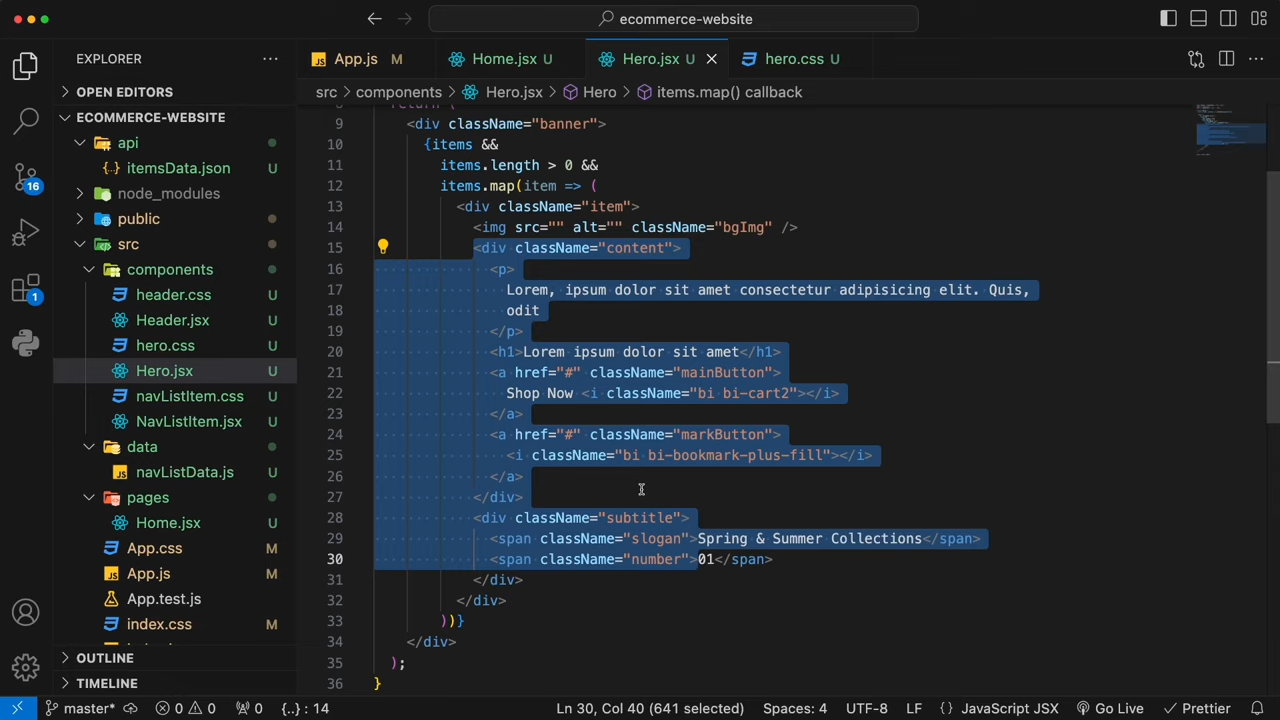 ecommerce-website
EXPLORER
App.js M
Home.jsx U
Hero.jsx U
hero.css U
src > components > Hero.jsx > Hero > items.map() callback
OPEN EDITORS
ECOMMERCE-WEBSITE
api
itemsData.json U
node_modules
public
src
components
header.css U
Header.jsx U
hero.css U
Hero.jsx U
navListItem.css U
NavListItem.jsx U
data
navListData.js U
pages
Home.jsx U
App.css M
App.js M
App.test.js
index.css M
OUTLINE
TIMELINE
16
1
9 <div className="banner">
10 {items &&
11 items.length > 0 &&
12 items.map(item => (
13 <div className="item">
14 <img src="" alt="" className="bgImg" />
15 <div className="content">
16 <p>
17 Lorem, ipsum dolor sit amet consectetur adipisicing elit. Quis,
18 odit
19 </p>
20 <h1>Lorem ipsum dolor sit amet</h1>
21 <a href="#" className="mainButton">
22 Shop Now <i className="bi bi-cart2"></i>
23 </a>
24 <a href="#" className="markButton">
25 <i className="bi bi-bookmark-plus-fill"></i>
26 </a>
27 </div>
28 <div className="subtitle">
29 <span className="slogan">Spring & Summer Collections</span>
30 <span className="number">01</span>
31 </div>
32 </div>
33 ))}
34 </div>
35 );
36 }
master* 0 0 0 {..} : 14 Ln 30, Col 40 (641 selected) Spaces: 4 UTF-8 LF {} JavaScript JSX Go Live Prettier